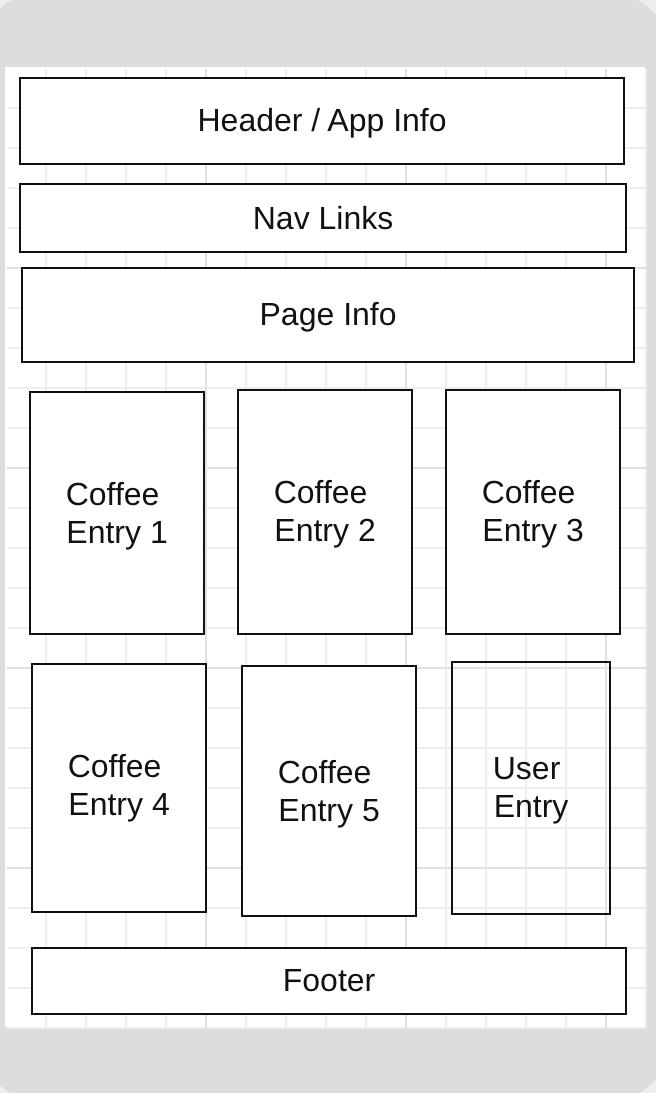 Header / App Info
Nav Links
Page Info
Coffee
Entry 1
Coffee
Entry 2
Coffee
Entry 3
Coffee
Entry 4
Coffee
Entry 5
User
Entry
Footer